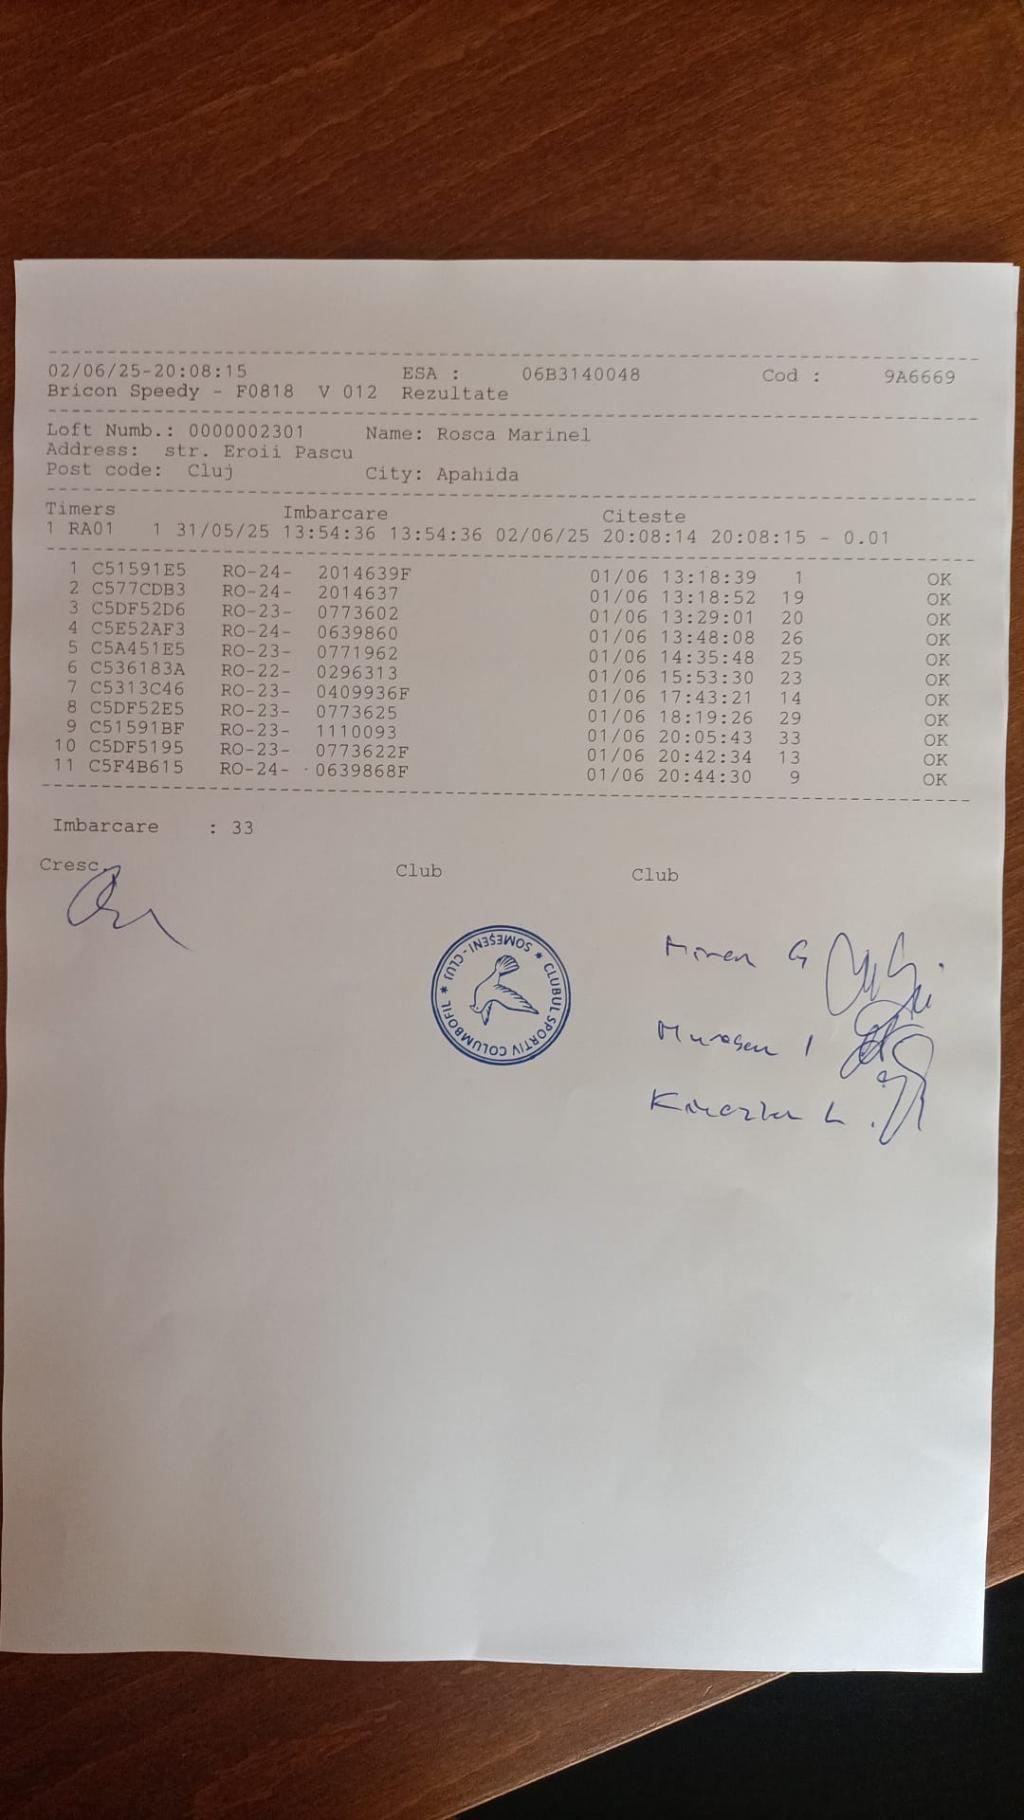 02/06/25-20:08:15 ESA : 06B3140048 Cod : 9A6669
Bricon Speedy - F0818 V 012 Rezultate
Loft Numb.: 0000002301 Name: Rosca Marinel
Address: str. Eroii Pascu
Post code: Cluj City: Apahida
Timers Imbarcare Citeste
1 RA01 1 31/05/25 13:54:36 13:54:36 02/06/25 20:08:14 20:08:15 - 0.01
1 C51591E5 RO-24- 2014639F 01/06 13:18:39 1 OK
2 C577CDB3 RO-24- 2014637 01/06 13:18:52 19 OK
3 C5DF52D6 RO-23- 0773602 01/06 13:29:01 20 OK
4 C5E52AF3 RO-24- 0639860 01/06 13:48:08 26 OK
5 C5A451E5 RO-23- 0771962 01/06 14:35:48 25 OK
6 C536183A RO-22- 0296313 01/06 15:53:30 23 OK
7 C5313C46 RO-23- 0409936F 01/06 17:43:21 14 OK
8 C5DF52E5 RO-23- 0773625 01/06 18:19:26 29 OK
9 C51591BF RO-23- 1110093 01/06 20:05:43 33 OK
10 C5DF5195 RO-23- 0773622F 01/06 20:42:34 13 OK
11 C5F4B615 RO-24- 0639868F 01/06 20:44:30 9 OK
Imbarcare : 33
Cresc. Club Club
CLUBUL SPORTIV COLUMBOFIL * SOMEȘENI-CLUJ *
Muresan I